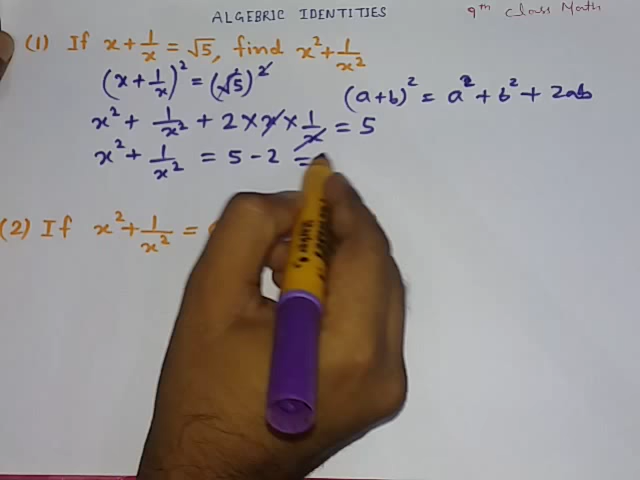 ALGEBRIC IDENTITIES 9th Class Math
(1) If x + 1/x = √5, find x² + 1/x²
(x + 1/x)² = (√5)²
(a+b)² = a² + b² + 2ab
x² + 1/x² + 2 × x × 1/x = 5
x² + 1/x² = 5 - 2 =
(2) If x² + 1/x² =